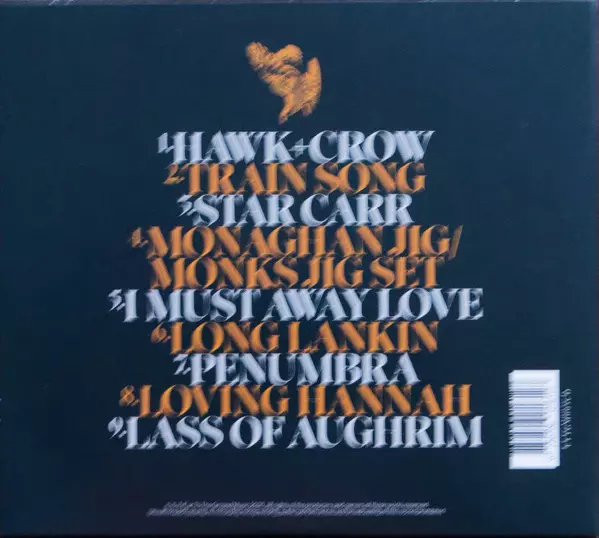 1. HAWK+CROW
2. TRAIN SONG
3. STAR CARR
4. MONAGHAN JIG/
MONKS JIG SET
5. I MUST AWAY LOVE
6. LONG LANKIN
7. PENUMBRA
8. LOVING HANNAH
9. LASS OF AUGHRIM